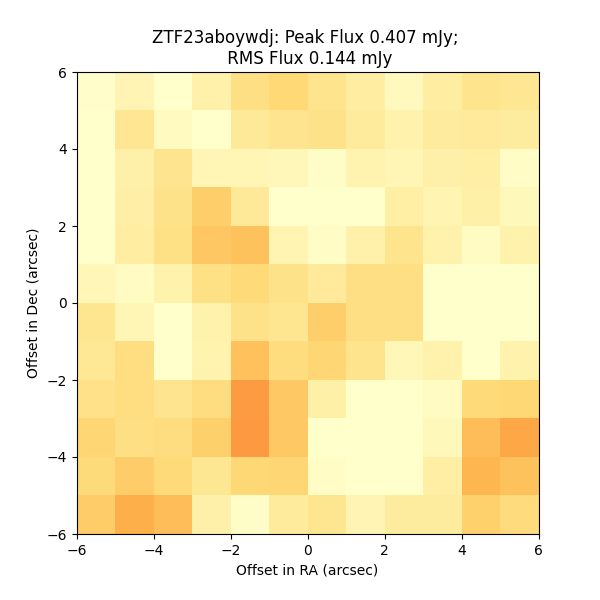 ZTF23aboywdj: Peak Flux 0.407 mJy;
RMS Flux 0.144 mJy
6
4
2
0
−2
−4
−6
Offset in Dec (arcsec)
−6 −4 −2 0 2 4 6
Offset in RA (arcsec)